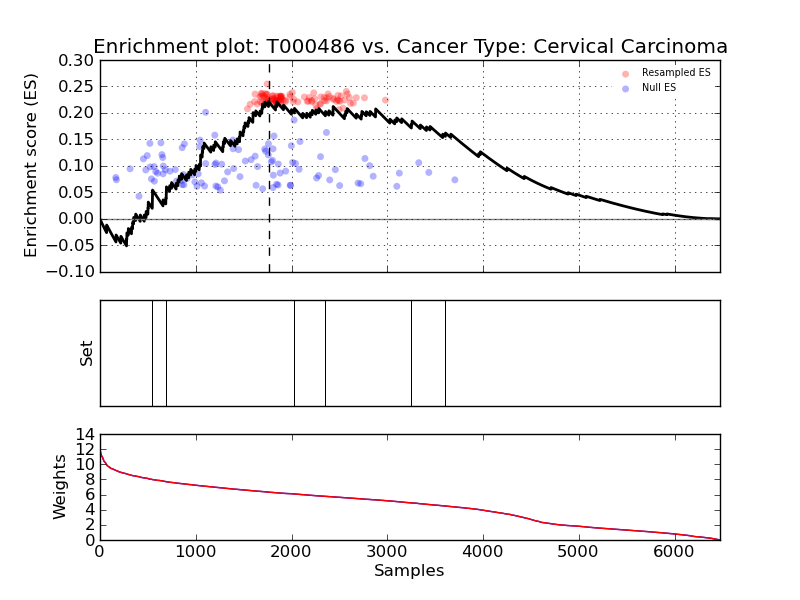 Enrichment plot: T000486 vs. Cancer Type: Cervical Carcinoma
Enrichment score (ES)
0.30
0.25
0.20
0.15
0.10
0.05
0.00
−0.05
−0.10
Resampled ES
Null ES
Set
Weights
14
12
10
8
6
4
2
0
0 1000 2000 3000 4000 5000 6000
Samples